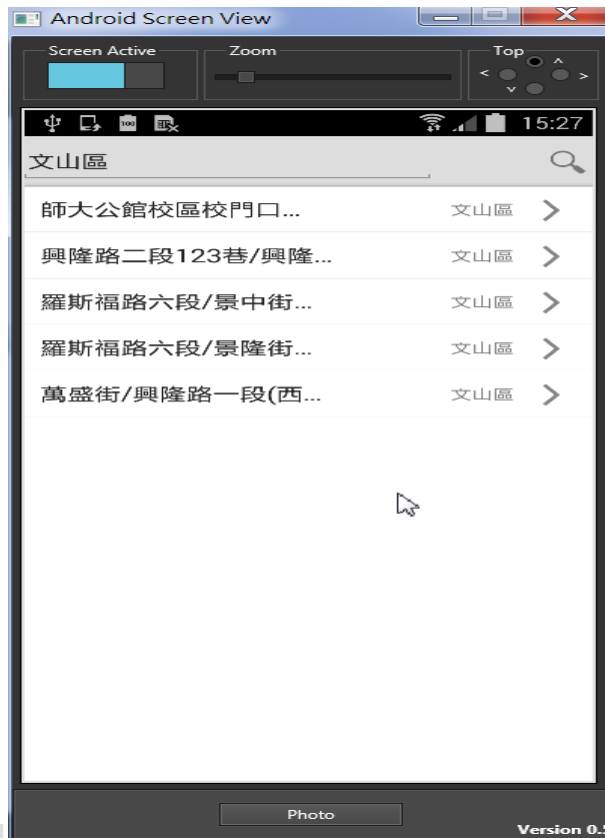 Android Screen View
Screen Active Zoom Top
< ^ >
v
100 15:27
文山區
師大公館校區校門口... 文山區
興隆路二段123巷/興隆... 文山區
羅斯福路六段/景中街... 文山區
羅斯福路六段/景隆街... 文山區
萬盛街/興隆路一段(西... 文山區
Photo
Version 0.